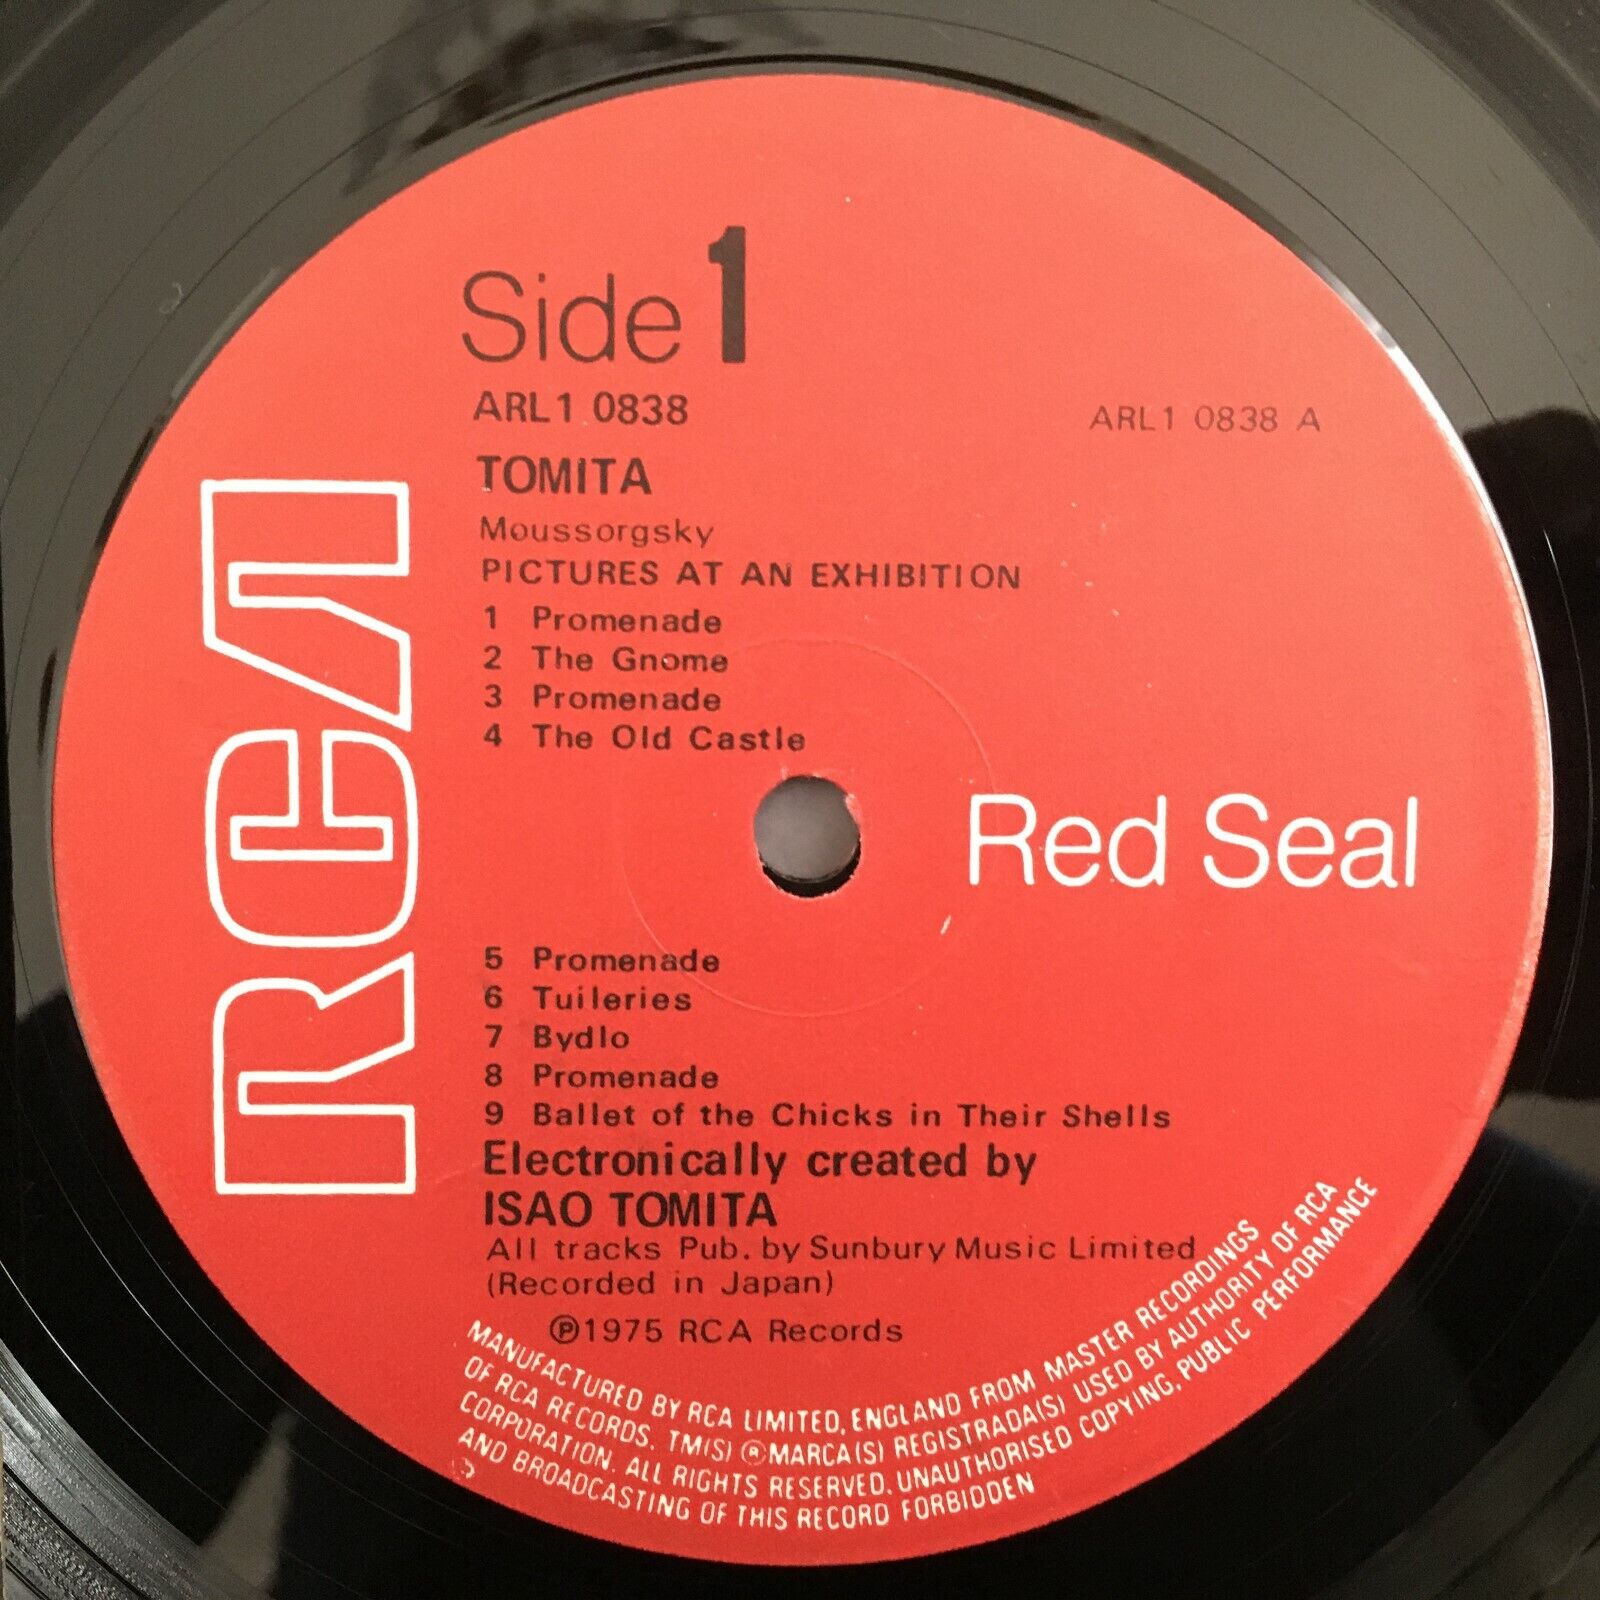 Side 1
ARL1 0838
ARL1 0838 A
TOMITA
Moussorgsky
PICTURES AT AN EXHIBITION
1 Promenade
2 The Gnome
3 Promenade
4 The Old Castle
RCA
Red Seal
5 Promenade
6 Tuileries
7 Bydlo
8 Promenade
9 Ballet of the Chicks in Their Shells
Electronically created by
ISAO TOMITA
All tracks Pub. by Sunbury Music Limited
(Recorded in Japan)
℗1975 RCA Records
MANUFACTURED BY RCA LIMITED, ENGLAND FROM MASTER RECORDINGS
OF RCA RECORDS. TM(S) ® MARCA(S) REGISTRADA(S) USED BY AUTHORITY OF RCA
CORPORATION. ALL RIGHTS RESERVED. UNAUTHORISED COPYING, PUBLIC PERFORMANCE
AND BROADCASTING OF THIS RECORD FORBIDDEN